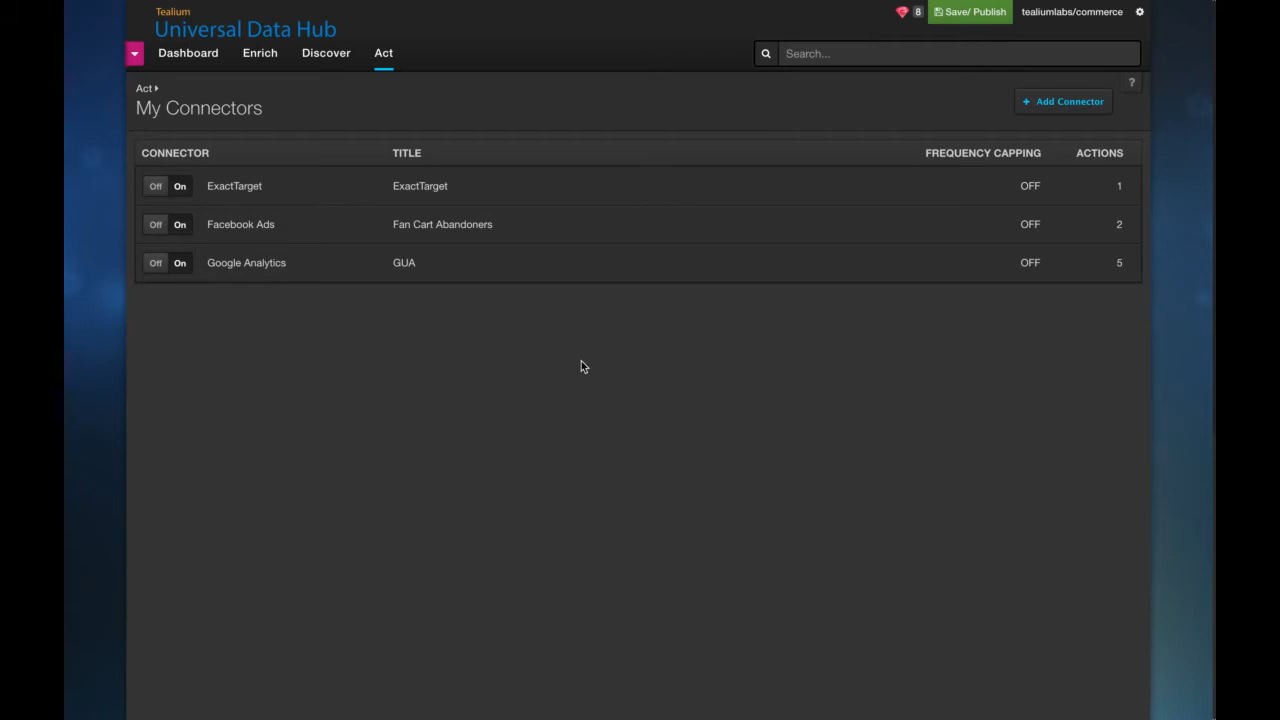 Tealium
Universal Data Hub
8 Save/ Publish tealiumlabs/commerce
Dashboard Enrich Discover Act
Search...
Act
My Connectors
?
+ Add Connector
CONNECTOR TITLE FREQUENCY CAPPING ACTIONS
Off On ExactTarget ExactTarget OFF 1
Off On Facebook Ads Fan Cart Abandoners OFF 2
Off On Google Analytics GUA OFF 5